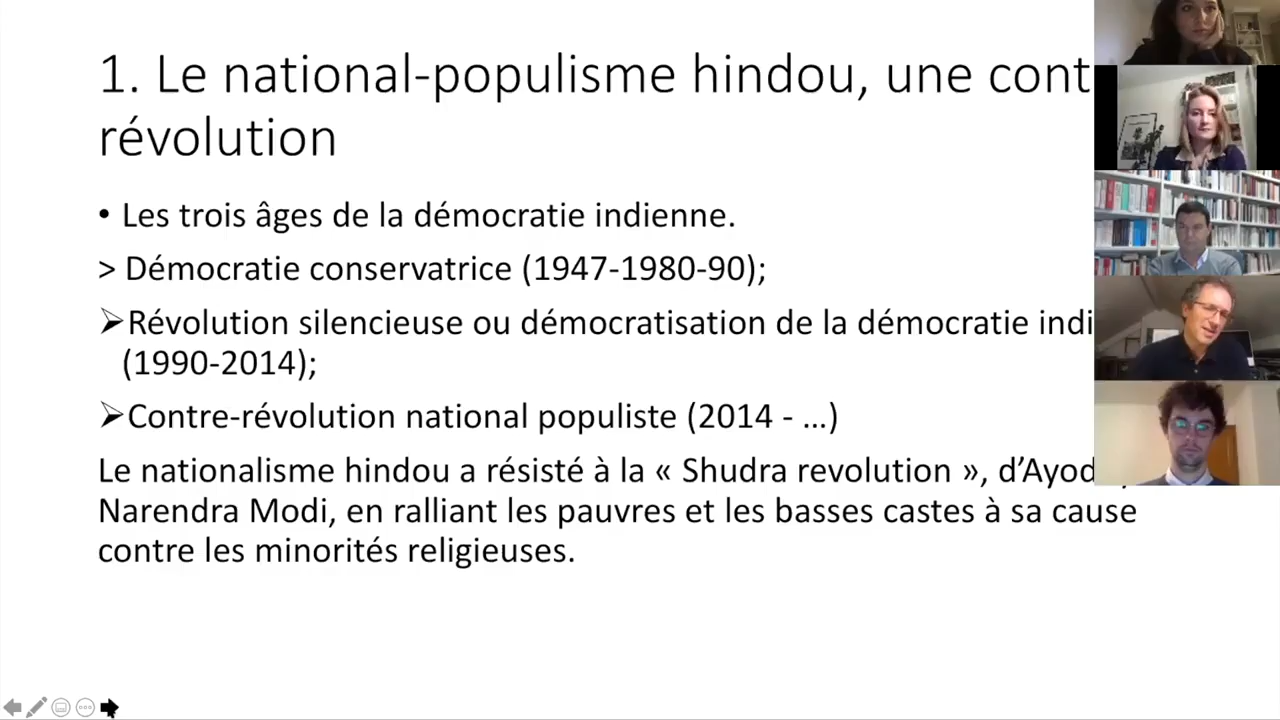 1. Le national-populisme hindou, une cont
révolution
• Les trois âges de la démocratie indienne.
> Démocratie conservatrice (1947-1980-90);
➢Révolution silencieuse ou démocratisation de la démocratie indi
(1990-2014);
➢Contre-révolution national populiste (2014 - …)
Le nationalisme hindou a résisté à la « Shudra revolution », d’Ayod
Narendra Modi, en ralliant les pauvres et les basses castes à sa cause
contre les minorités religieuses.